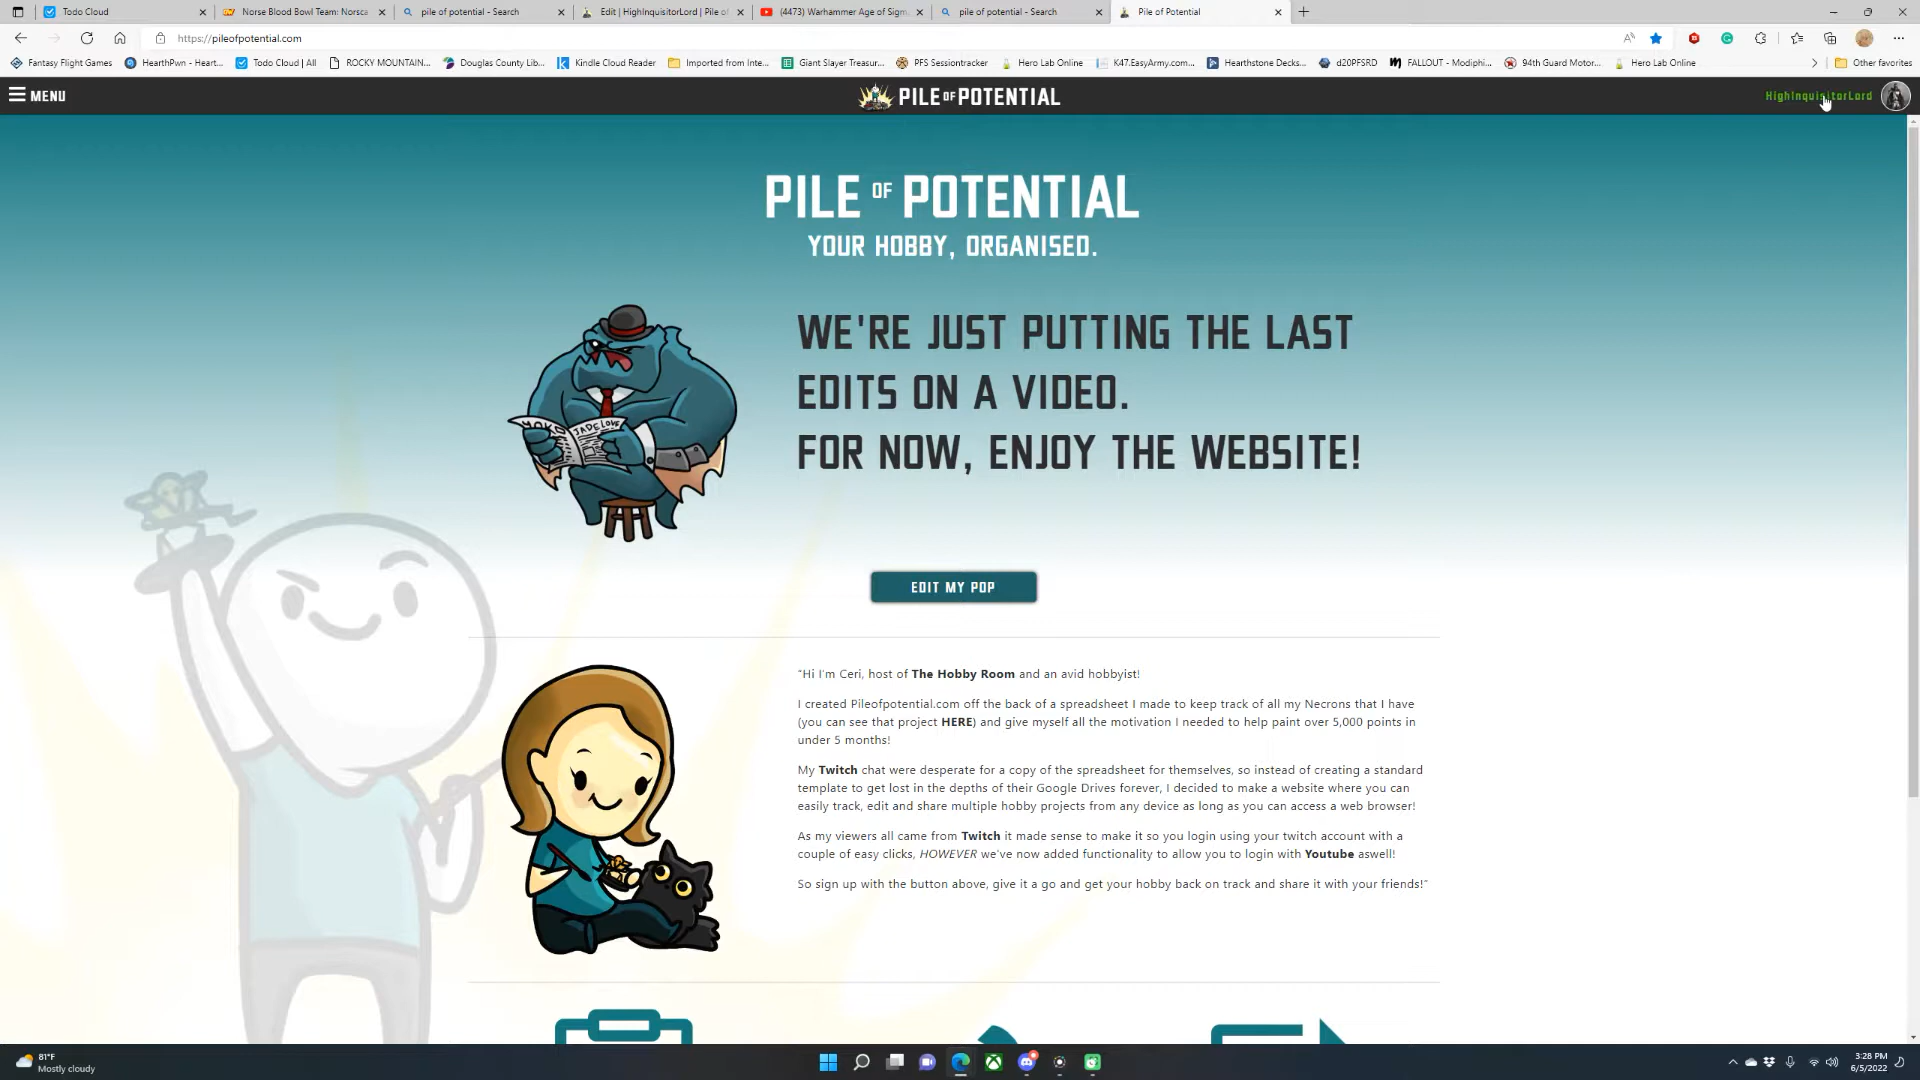 Todo Cloud
Norse Blood Bowl Team: Norsca
pile of potential - Search
Edit | HighInquisitorLord | Pile of
(4473) Warhammer Age of Sigm
pile of potential - Search
Pile of Potential
https://pileofpotential.com
Fantasy Flight Games
HearthPwn - Heart...
Todo Cloud | All
ROCKY MOUNTAIN...
Douglas County Lib...
Kindle Cloud Reader
Imported from Inte...
Giant Slayer Treasur...
PFS Sessiontracker
Hero Lab Online
K47.EasyArmy.com...
Hearthstone Decks...
d20PFSRD
FALLOUT - Modiphi...
94th Guard Motor...
Hero Lab Online
Other favorites
MENU
PILE OF POTENTIAL
HighInquisitorLord
PILE OF POTENTIAL
YOUR HOBBY, ORGANISED.
WE'RE JUST PUTTING THE LAST
EDITS ON A VIDEO.
FOR NOW, ENJOY THE WEBSITE!
JADE LOVE
EDIT MY POP
"Hi I'm Ceri, host of The Hobby Room and an avid hobbyist!
I created Pileofpotential.com off the back of a spreadsheet I made to keep track of all my Necrons that I have
(you can see that project HERE) and give myself all the motivation I needed to help paint over 5,000 points in
under 5 months!
My Twitch chat were desperate for a copy of the spreadsheet for themselves, so instead of creating a standard
template to get lost in the depths of their Google Drives forever, I decided to make a website where you can
easily track, edit and share multiple hobby projects from any device as long as you can access a web browser!
As my viewers all came from Twitch it made sense to make it so you login using your twitch account with a
couple of easy clicks, HOWEVER we've now added functionality to allow you to login with Youtube aswell!
So sign up with the button above, give it a go and get your hobby back on track and share it with your friends!"
81°F
Mostly cloudy
3:28 PM
6/5/2022